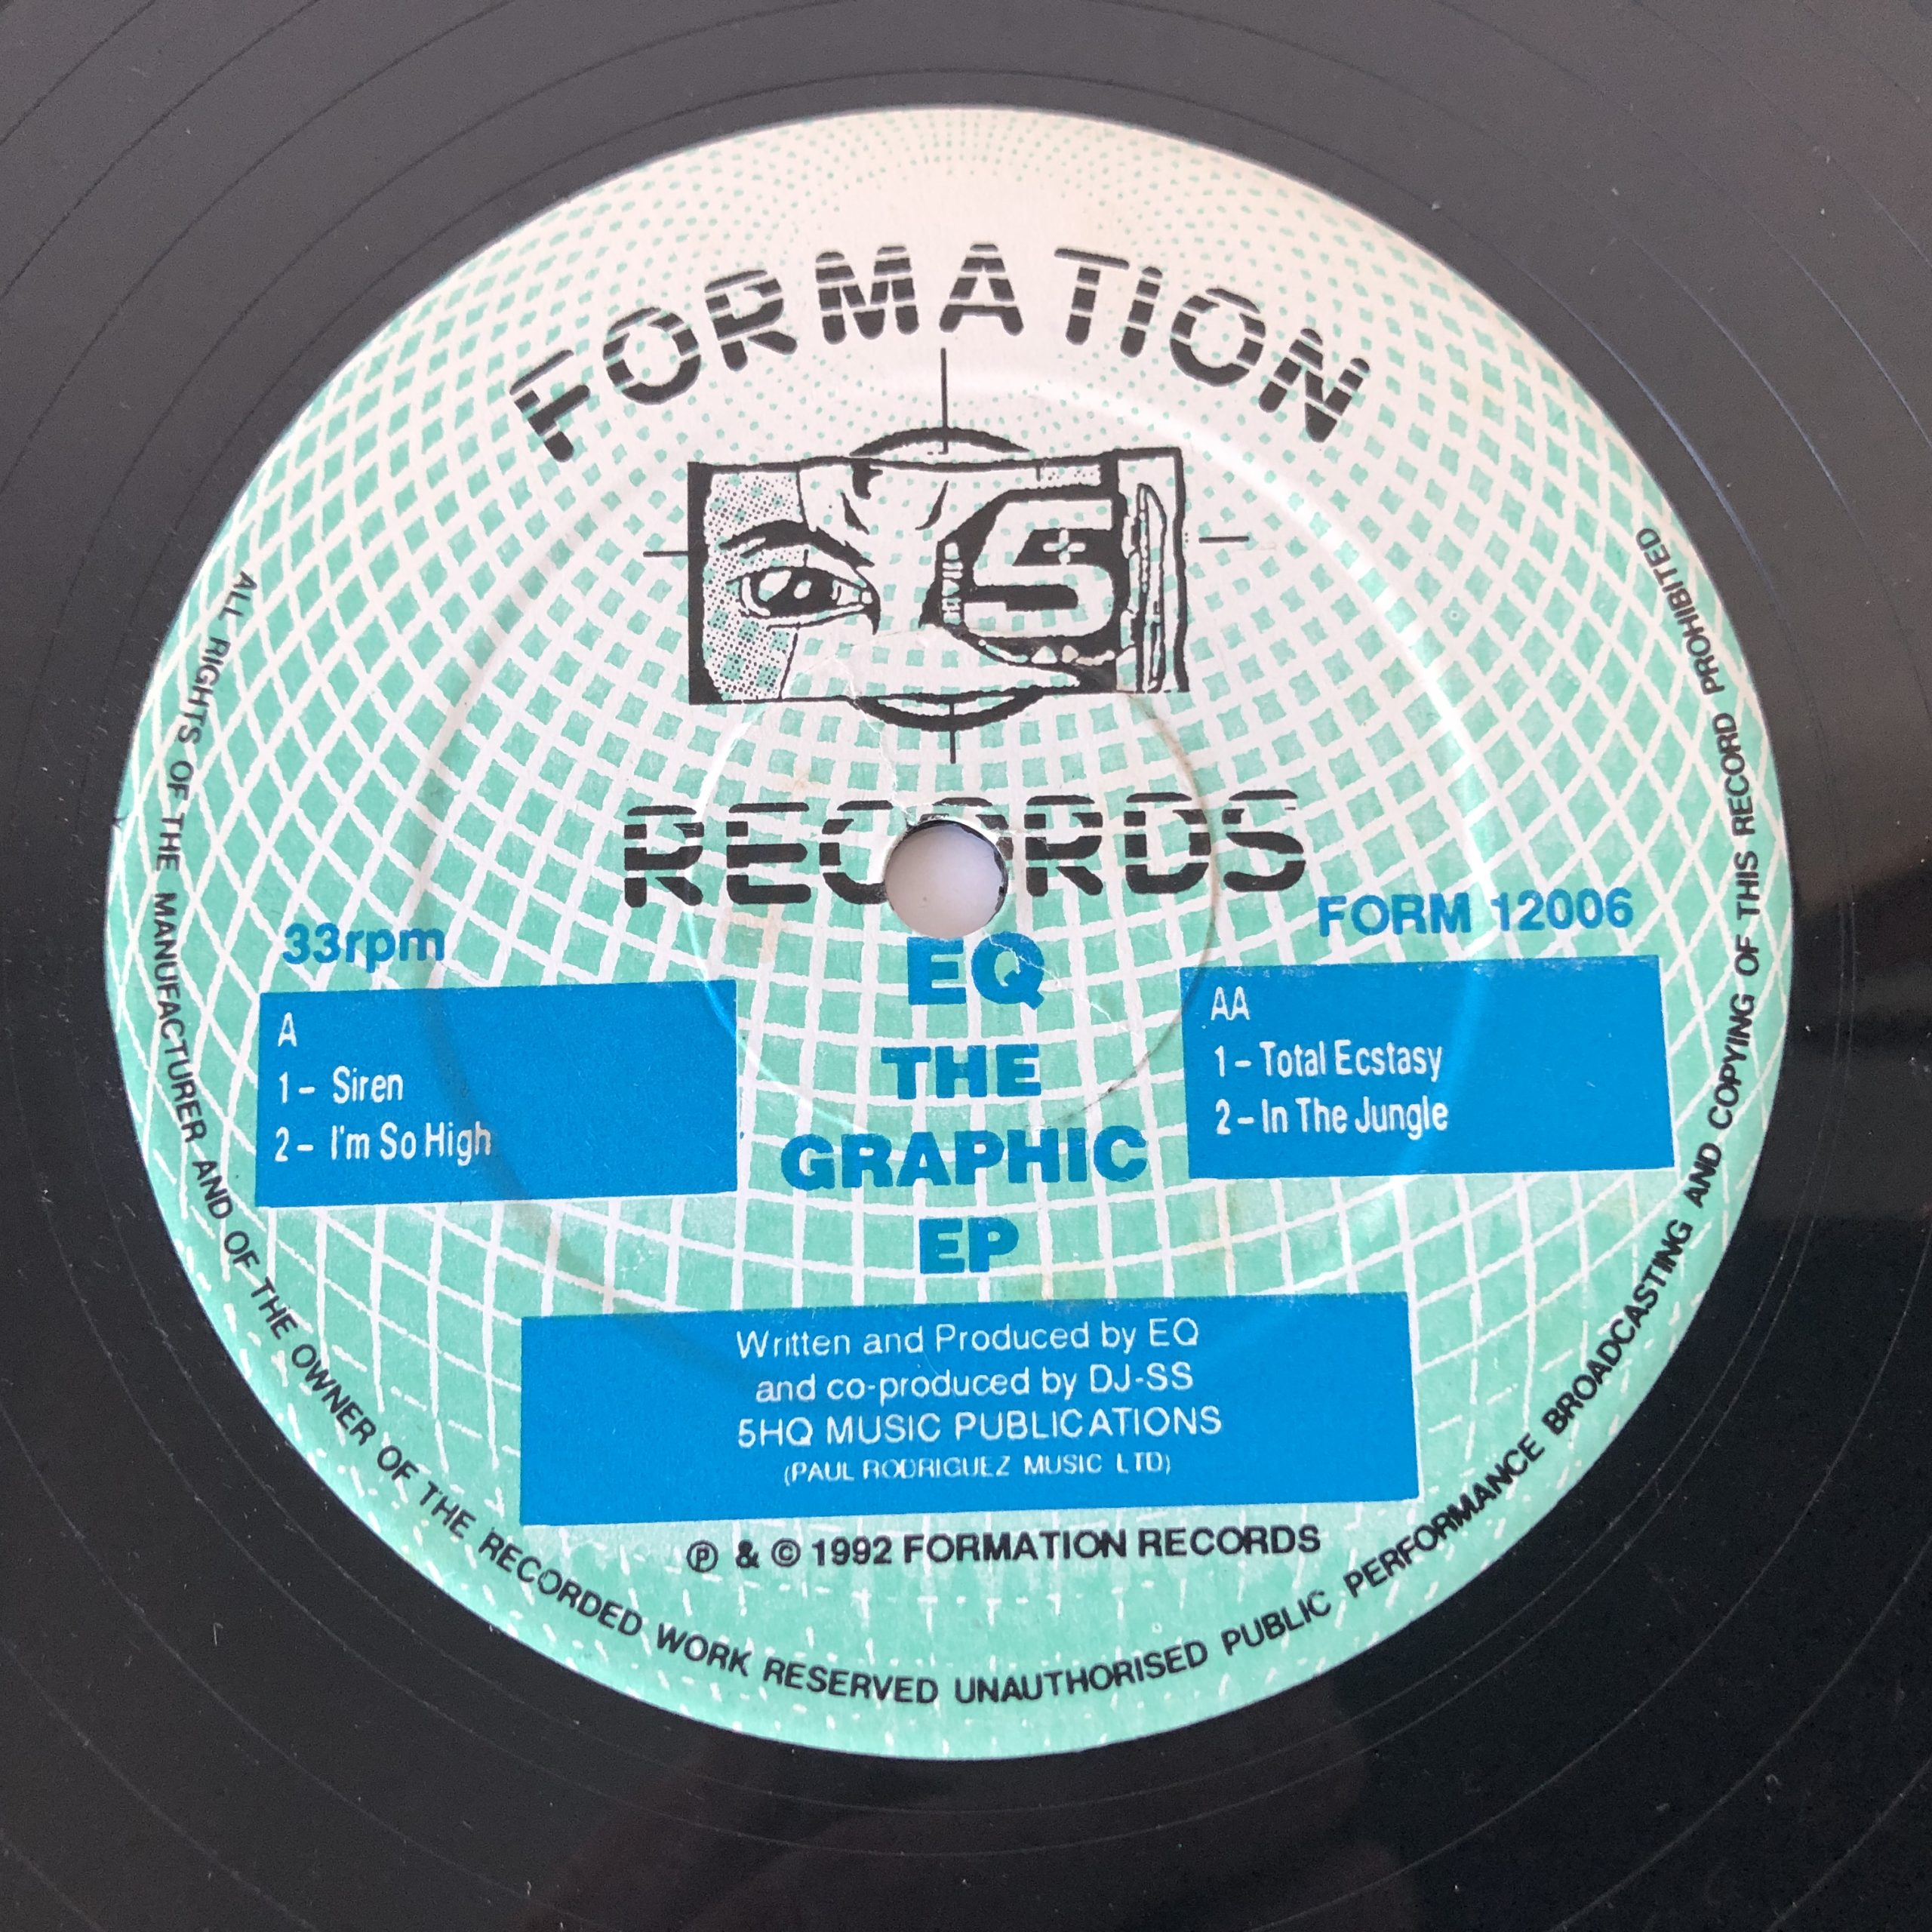 FORMATION
5
RECORDS
33rpm
FORM 12006
A
1 - Siren
2 - I'm So High
EQ
THE
GRAPHIC
EP
AA
1 - Total Ecstasy
2 - In The Jungle
Written and Produced by EQ
and co-produced by DJ-SS
5HQ MUSIC PUBLICATIONS
(PAUL RODRIGUEZ MUSIC LTD)
℗ & © 1992 FORMATION RECORDS
ALL RIGHTS OF THE MANUFACTURER AND OF THE OWNER OF THE RECORDED WORK RESERVED UNAUTHORISED PUBLIC PERFORMANCE BROADCASTING AND COPYING OF THIS RECORD PROHIBITED